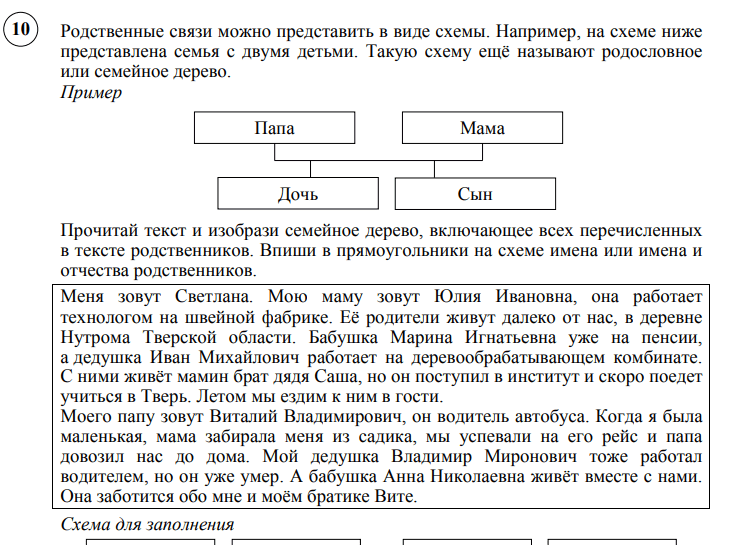 10
Родственные связи можно представить в виде схемы. Например, на схеме ниже
представлена семья с двумя детьми. Такую схему ещё называют родословное
или семейное дерево.
Пример
Папа
Мама
Дочь
Сын
Прочитай текст и изобрази семейное дерево, включающее всех перечисленных
в тексте родственников. Впиши в прямоугольники на схеме имена или имена и
отчества родственников.
Меня зовут Светлана. Мою маму зовут Юлия Ивановна, она работает
технологом на швейной фабрике. Её родители живут далеко от нас, в деревне
Нутрома Тверской области. Бабушка Марина Игнатьевна уже на пенсии,
а дедушка Иван Михайлович работает на деревообрабатывающем комбинате.
С ними живёт мамин брат дядя Саша, но он поступил в институт и скоро поедет
учиться в Тверь. Летом мы ездим к ним в гости.
Моего папу зовут Виталий Владимирович, он водитель автобуса. Когда я была
маленькая, мама забирала меня из садика, мы успевали на его рейс и папа
довозил нас до дома. Мой дедушка Владимир Миронович тоже работал
водителем, но он уже умер. А бабушка Анна Николаевна живёт вместе с нами.
Она заботится обо мне и моём братике Вите.
Схема для заполнения